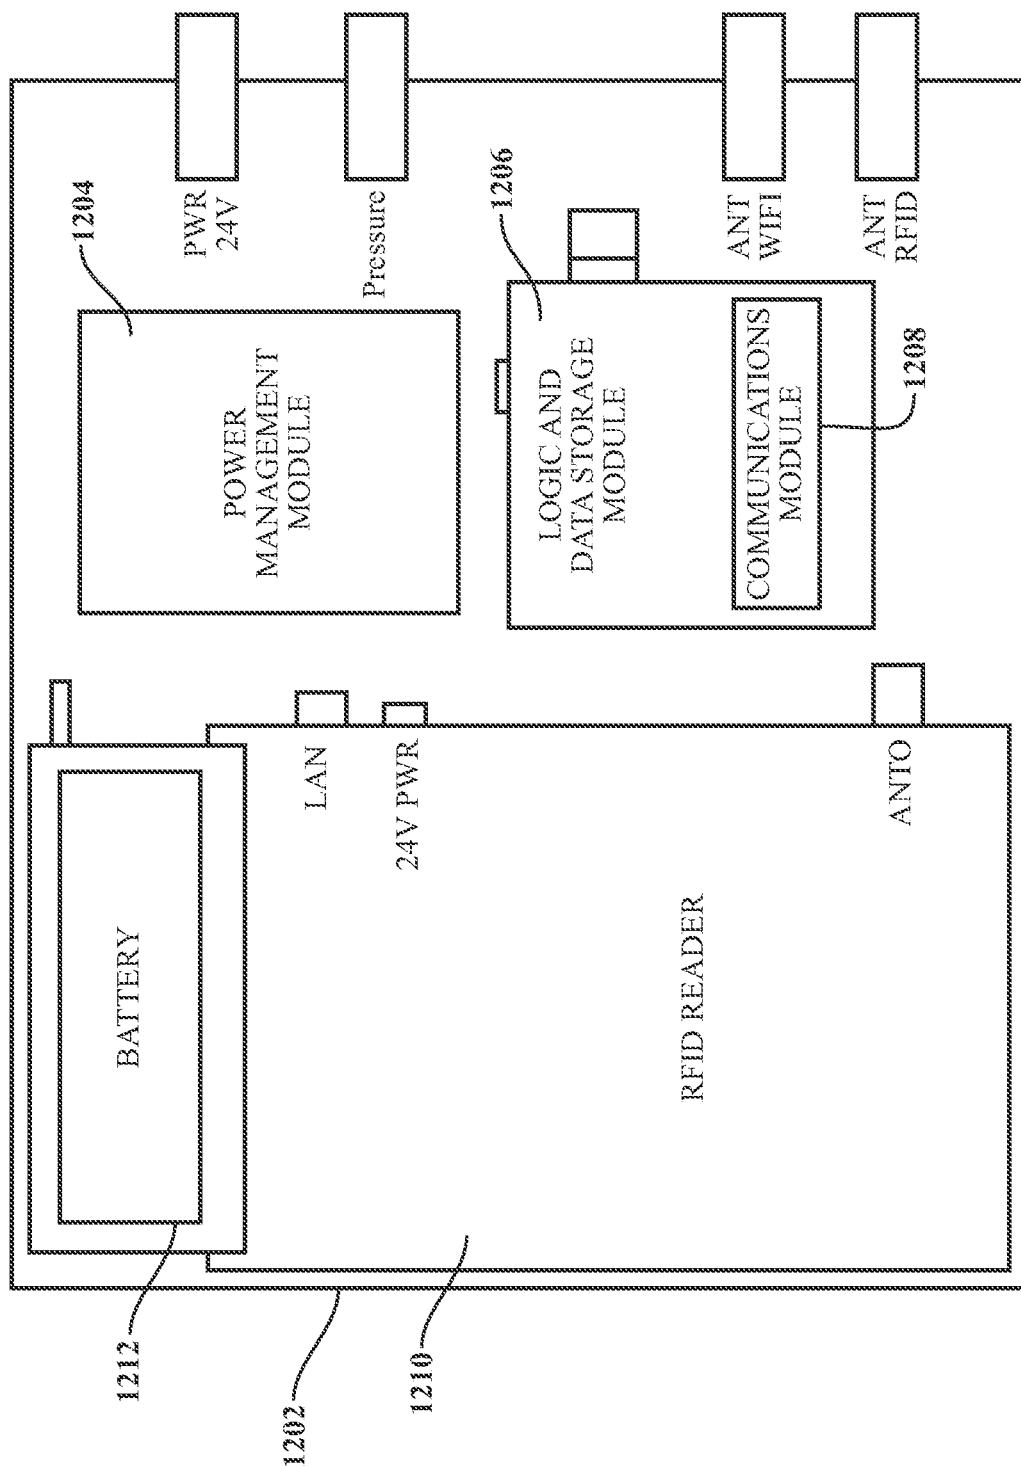 1212
1202
1210
BATTERY
LAN
24V PWR
RFID READER
ANTO
POWER
MANAGEMENT
MODULE
1204
LOGIC AND
DATA STORAGE
MODULE
1206
COMMUNICATIONS
MODULE
1208
PWR
24V
Pressure
ANT
WIFI
ANT
RFID